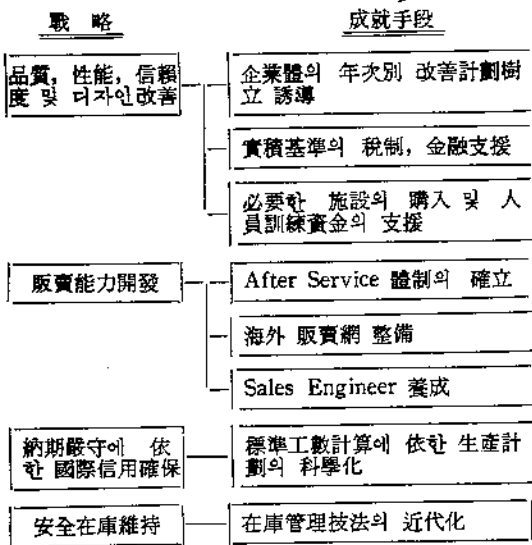 戰 略
成就手段
品質, 性能, 信賴
度 및 디자인改善
企業體의 年次別 改善計劃樹
立 誘導
實積基準의 稅制, 金融支援
必要한 施設의 購入 및 人
員訓練資金의 支援
販賣能力開發
After Service 體制의 確立
海外 販賣網 整備
Sales Engineer 養成
納期嚴守에 依
한 國際信用確保
標準工數計算에 依한 生産計
劃의 科學化
安全在庫維持
在庫管理技法의 近代化